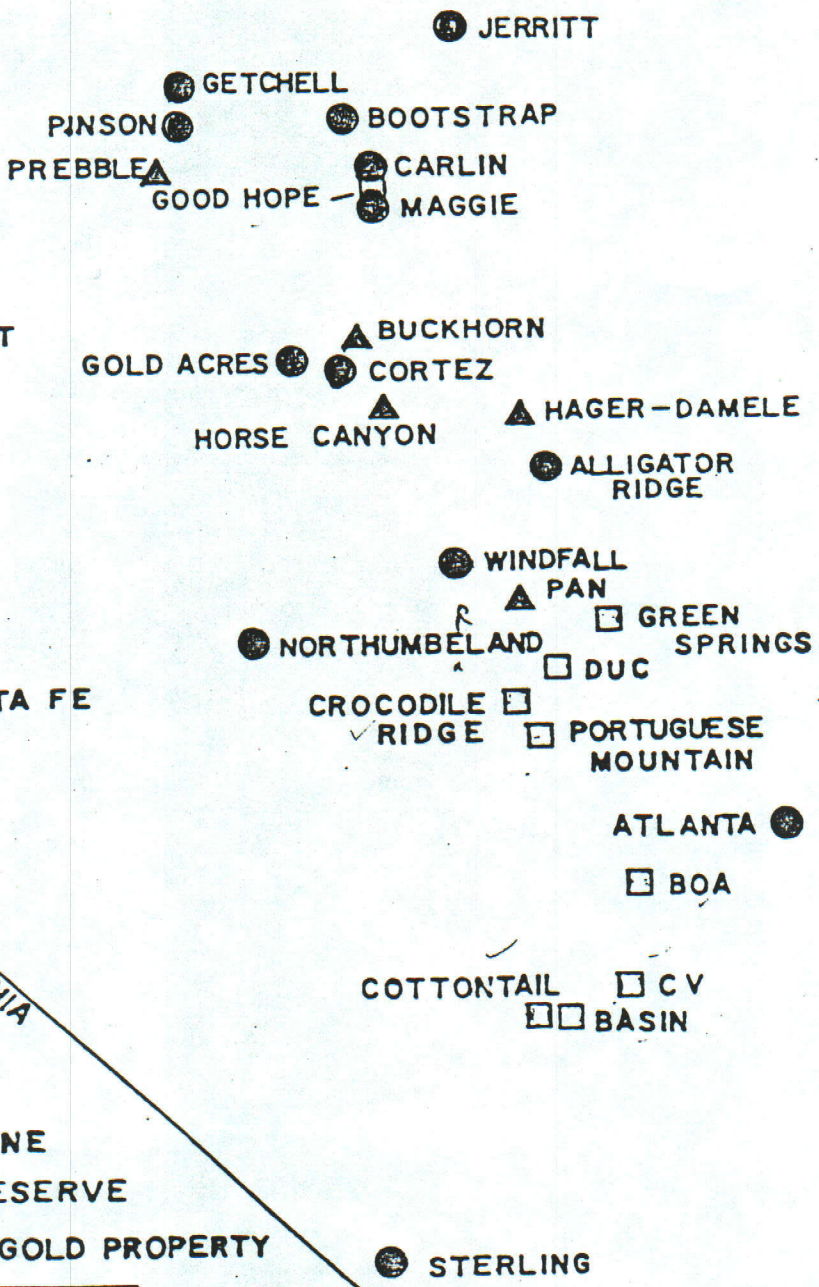 JERRITT
GETCHELL
PINSON
BOOTSTRAP
PREBBLE
CARLIN
GOOD HOPE
MAGGIE
T
BUCKHORN
GOLD ACRES
CORTEZ
HAGER-DAMELE
HORSE CANYON
ALLIGATOR
RIDGE
WINDFALL
PAN
GREEN
SPRINGS
NORTHUMBELAND
R
DUC
TA FE
CROCODILE
RIDGE
PORTUGUESE
MOUNTAIN
ATLANTA
BOA
COTTONTAIL
CV
BASIN
NIA
NE
ESERVE
GOLD PROPERTY
STERLING